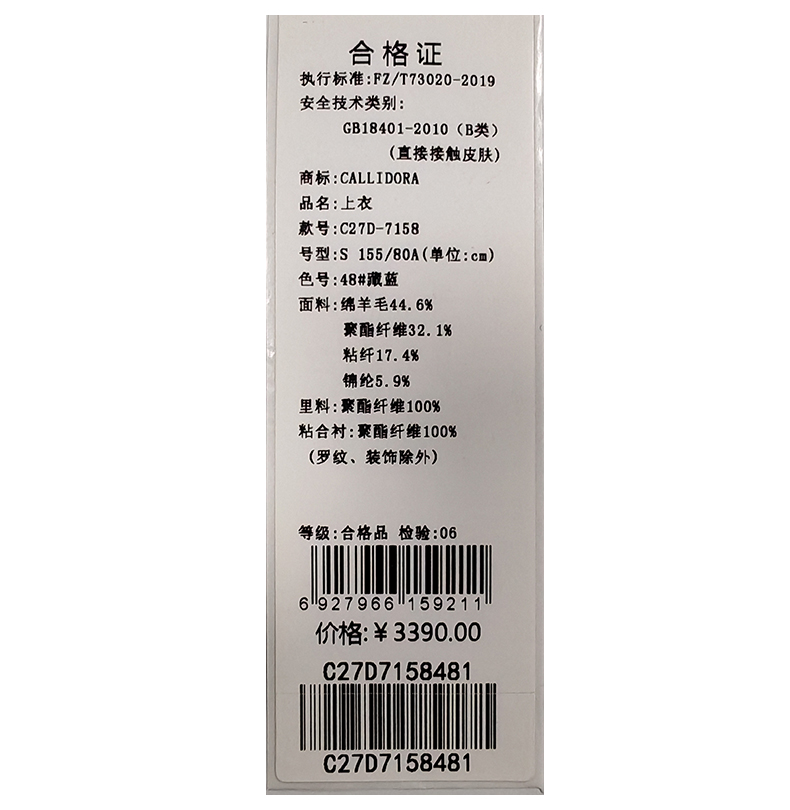 合格证
执行标准:FZ/T73020-2019
安全技术类别:
GB18401-2010（B类）
(直接接触皮肤)
商标:CALLIDORA
品名:上衣
款号:C27D-7158
号型:S 155/80A(单位:cm)
色号:48#藏蓝
面料:绵羊毛44.6%
聚酯纤维32.1%
粘纤17.4%
锦纶5.9%
里料:聚酯纤维100%
粘合衬:聚酯纤维100%
（罗纹、装饰除外）
等级:合格品 检验:06
6 927966 159211
价格:￥3390.00
C27D7158481
C27D7158481